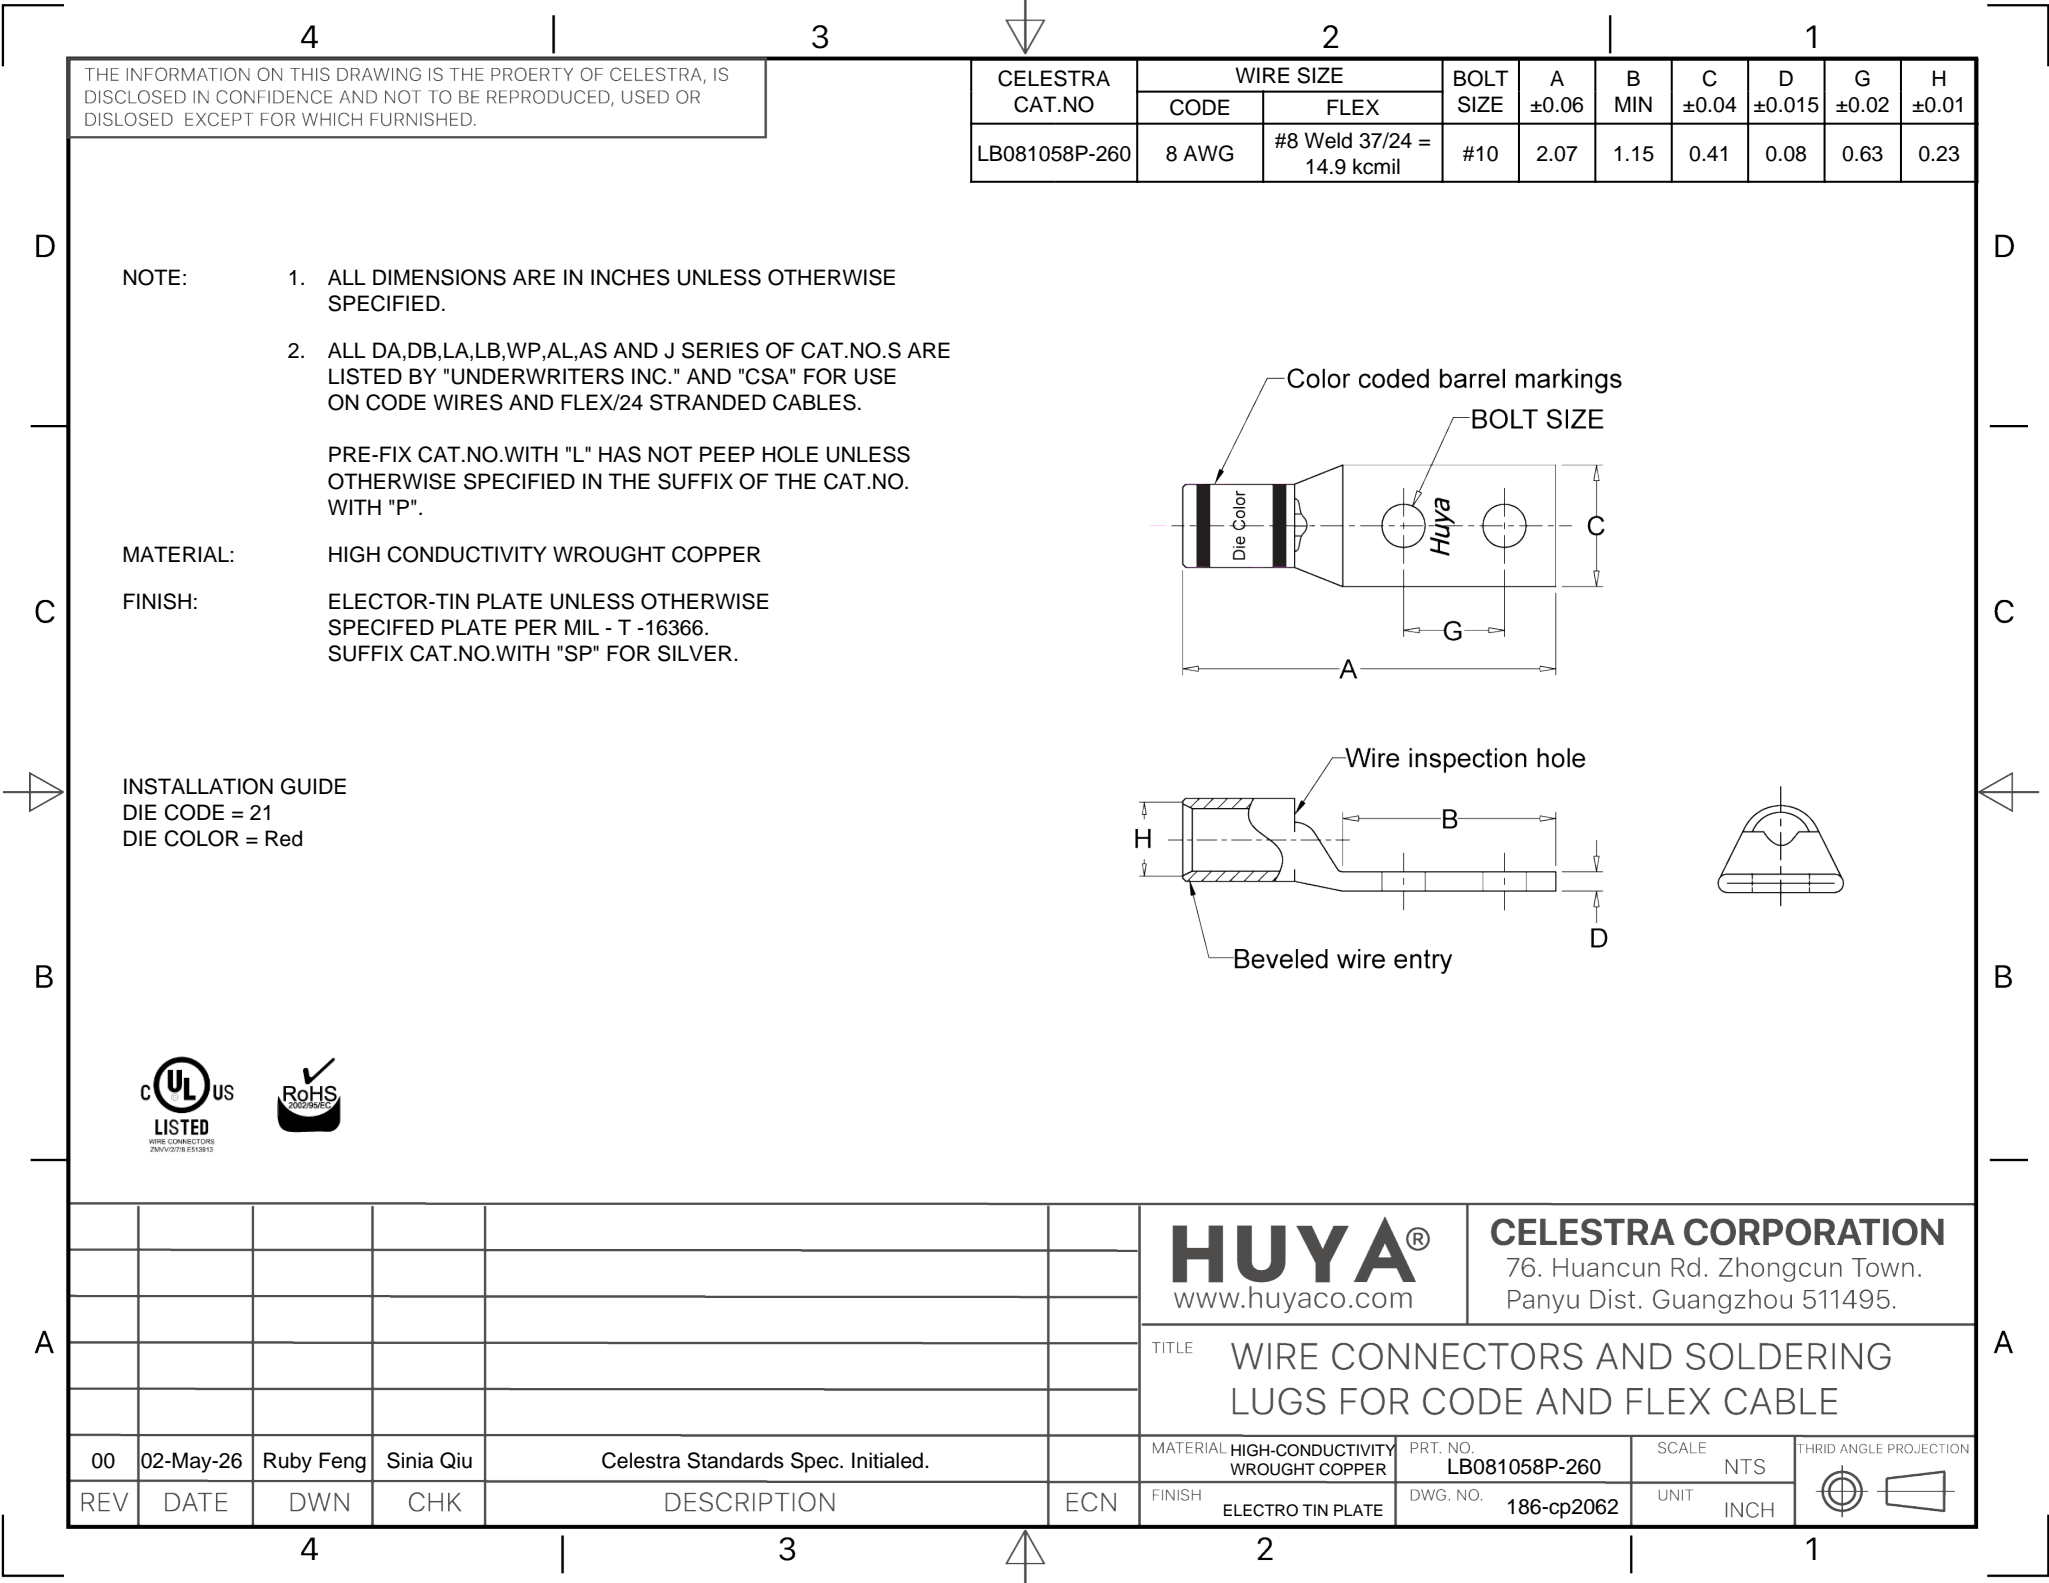 4 3 2 1
THE INFORMATION ON THIS DRAWING IS THE PROERTY OF CELESTRA, IS
DISCLOSED IN CONFIDENCE AND NOT TO BE REPRODUCED, USED OR
DISLOSED EXCEPT FOR WHICH FURNISHED.
CELESTRA CAT.NO WIRE SIZE BOLT SIZE A ±0.06 B MIN C ±0.04 D ±0.015 G ±0.02 H ±0.01
CODE FLEX
LB081058P-260 8 AWG #8 Weld 37/24 = 14.9 kcmil #10 2.07 1.15 0.41 0.08 0.63 0.23
D D
NOTE: 1. ALL DIMENSIONS ARE IN INCHES UNLESS OTHERWISE
SPECIFIED.
2. ALL DA,DB,LA,LB,WP,AL,AS AND J SERIES OF CAT.NO.S ARE
LISTED BY "UNDERWRITERS INC." AND "CSA" FOR USE
ON CODE WIRES AND FLEX/24 STRANDED CABLES.
PRE-FIX CAT.NO.WITH "L" HAS NOT PEEP HOLE UNLESS
OTHERWISE SPECIFIED IN THE SUFFIX OF THE CAT.NO.
WITH "P".
MATERIAL: HIGH CONDUCTIVITY WROUGHT COPPER
FINISH: ELECTOR-TIN PLATE UNLESS OTHERWISE
SPECIFED PLATE PER MIL - T -16366.
SUFFIX CAT.NO.WITH "SP" FOR SILVER.
Color coded barrel markings
BOLT SIZE
Die Color
Huya
C
G
A
C C
INSTALLATION GUIDE
DIE CODE = 21
DIE COLOR = Red
Wire inspection hole
H
B
D
Beveled wire entry
B B
C UL US
LISTED
WIRE CONNECTORS
RoHS
2002/95/EC
A A
HUYA®
www.huyaco.com
CELESTRA CORPORATION
76. Huancun Rd. Zhongcun Town.
Panyu Dist. Guangzhou 511495.
TITLE WIRE CONNECTORS AND SOLDERING
LUGS FOR CODE AND FLEX CABLE
00 02-May-26 Ruby Feng Sinia Qiu Celestra Standards Spec. Initialed.
REV DATE DWN CHK DESCRIPTION ECN
MATERIAL HIGH-CONDUCTIVITY
WROUGHT COPPER
PRT. NO.
LB081058P-260
SCALE
NTS
THRID ANGLE PROJECTION
FINISH
ELECTRO TIN PLATE
DWG. NO.
186-cp2062
UNIT
INCH
4 3 2 1